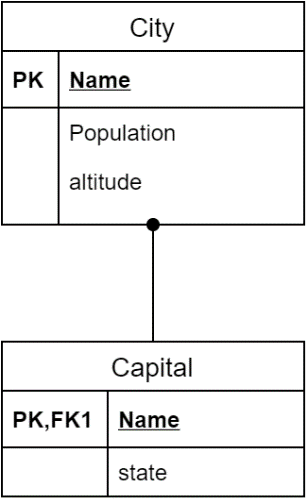 City
PK Name
Population
altitude
Capital
PK,FK1 Name
state